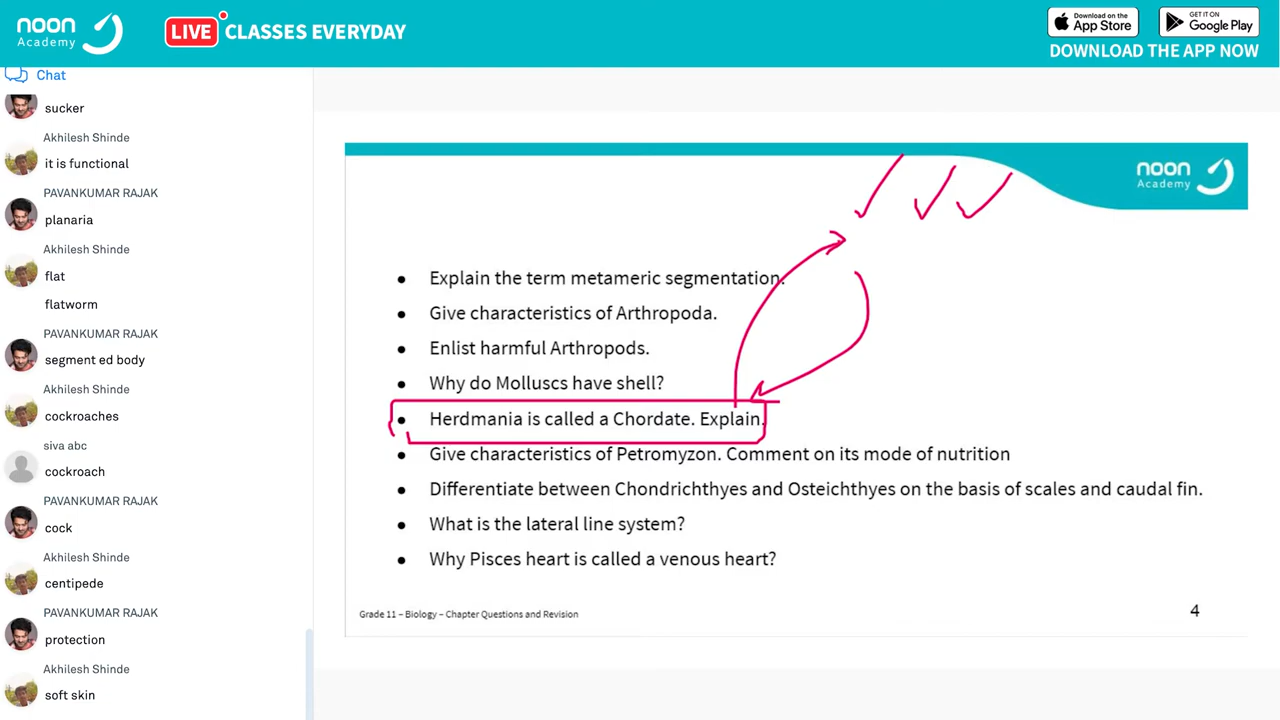 noon
Academy
LIVE CLASSES EVERYDAY
Download on the
App Store
GET IT ON
Google Play
DOWNLOAD THE APP NOW
Chat
sucker
Akhilesh Shinde
it is functional
PAVANKUMAR RAJAK
planaria
Akhilesh Shinde
flat
flatworm
PAVANKUMAR RAJAK
segment ed body
Akhilesh Shinde
cockroaches
siva abc
cockroach
PAVANKUMAR RAJAK
cock
Akhilesh Shinde
centipede
PAVANKUMAR RAJAK
protection
Akhilesh Shinde
soft skin
noon
Academy
• Explain the term metameric segmentation.
• Give characteristics of Arthropoda.
• Enlist harmful Arthropods.
• Why do Molluscs have shell?
• Herdmania is called a Chordate. Explain.
• Give characteristics of Petromyzon. Comment on its mode of nutrition
• Differentiate between Chondrichthyes and Osteichthyes on the basis of scales and caudal fin.
• What is the lateral line system?
• Why Pisces heart is called a venous heart?
Grade 11 – Biology – Chapter Questions and Revision
4